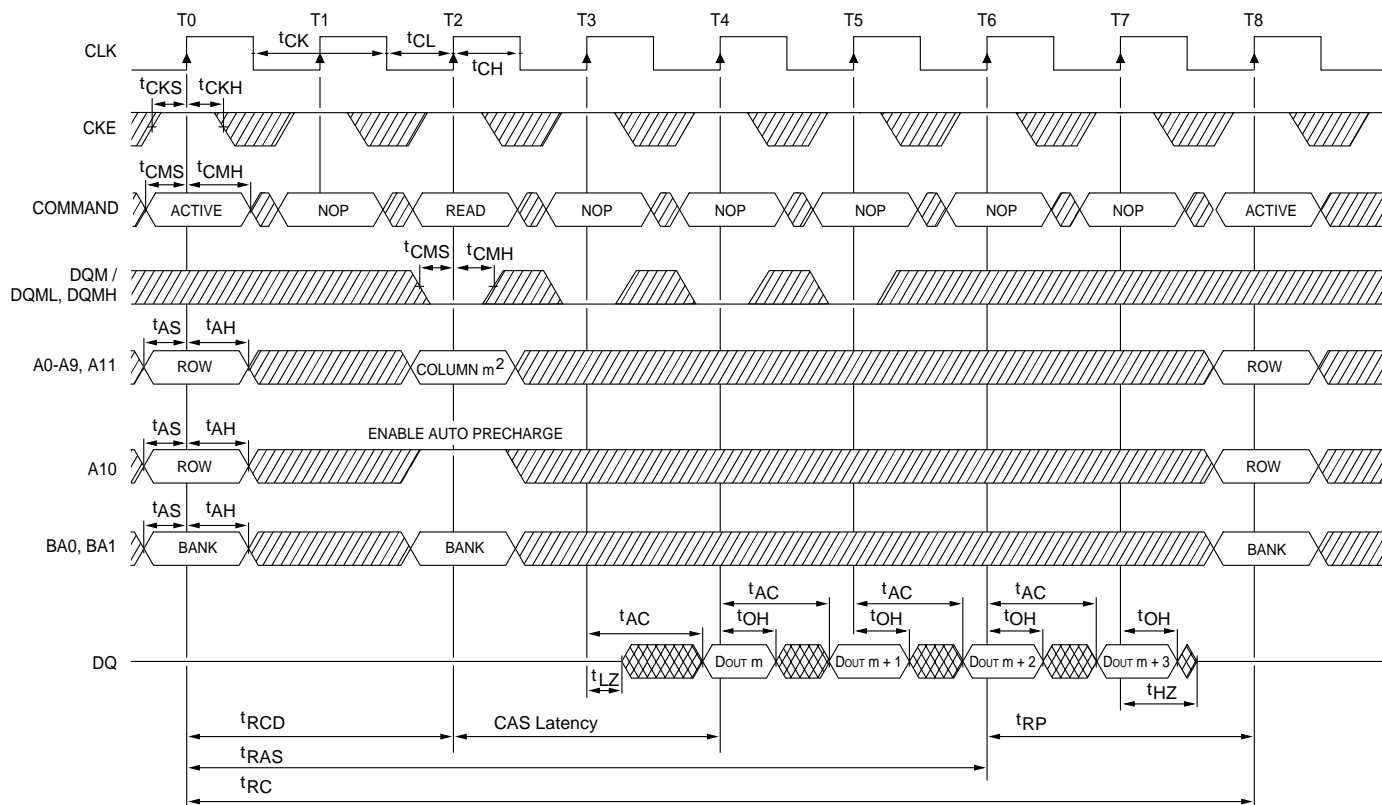 T0 T1 T2 T3 T4 T5 T6 T7 T8
CLK tCK tCL tCH
tCKS tCKH
CKE
tCMS tCMH
COMMAND ACTIVE NOP READ NOP NOP NOP NOP NOP ACTIVE
tCMS tCMH
DQM /
DQML, DQMH
tAS tAH
A0-A9, A11 ROW COLUMN m² ROW
tAS tAH ENABLE AUTO PRECHARGE
A10 ROW ROW
tAS tAH
BA0, BA1 BANK BANK BANK
tAC tAC tAC tAC
tOH tOH tOH tOH
DQ DOUT m DOUT m + 1 DOUT m + 2 DOUT m + 3
tLZ tHZ
tRCD CAS Latency tRP
tRAS
tRC